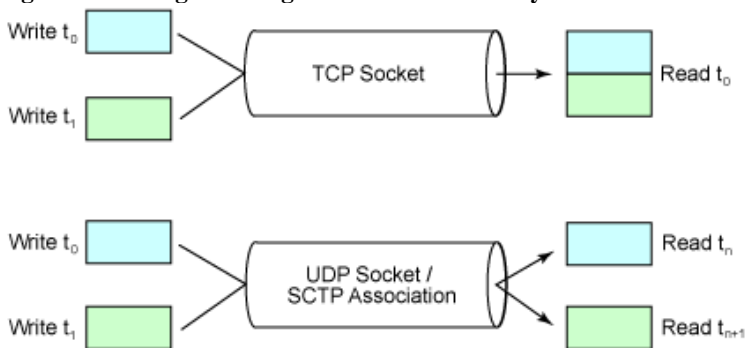 Write t₀
TCP Socket
Read t₀
Write t₁
Write t₀
UDP Socket /
SCTP Association
Read tₙ
Write t₁
Read tₙ₊₁